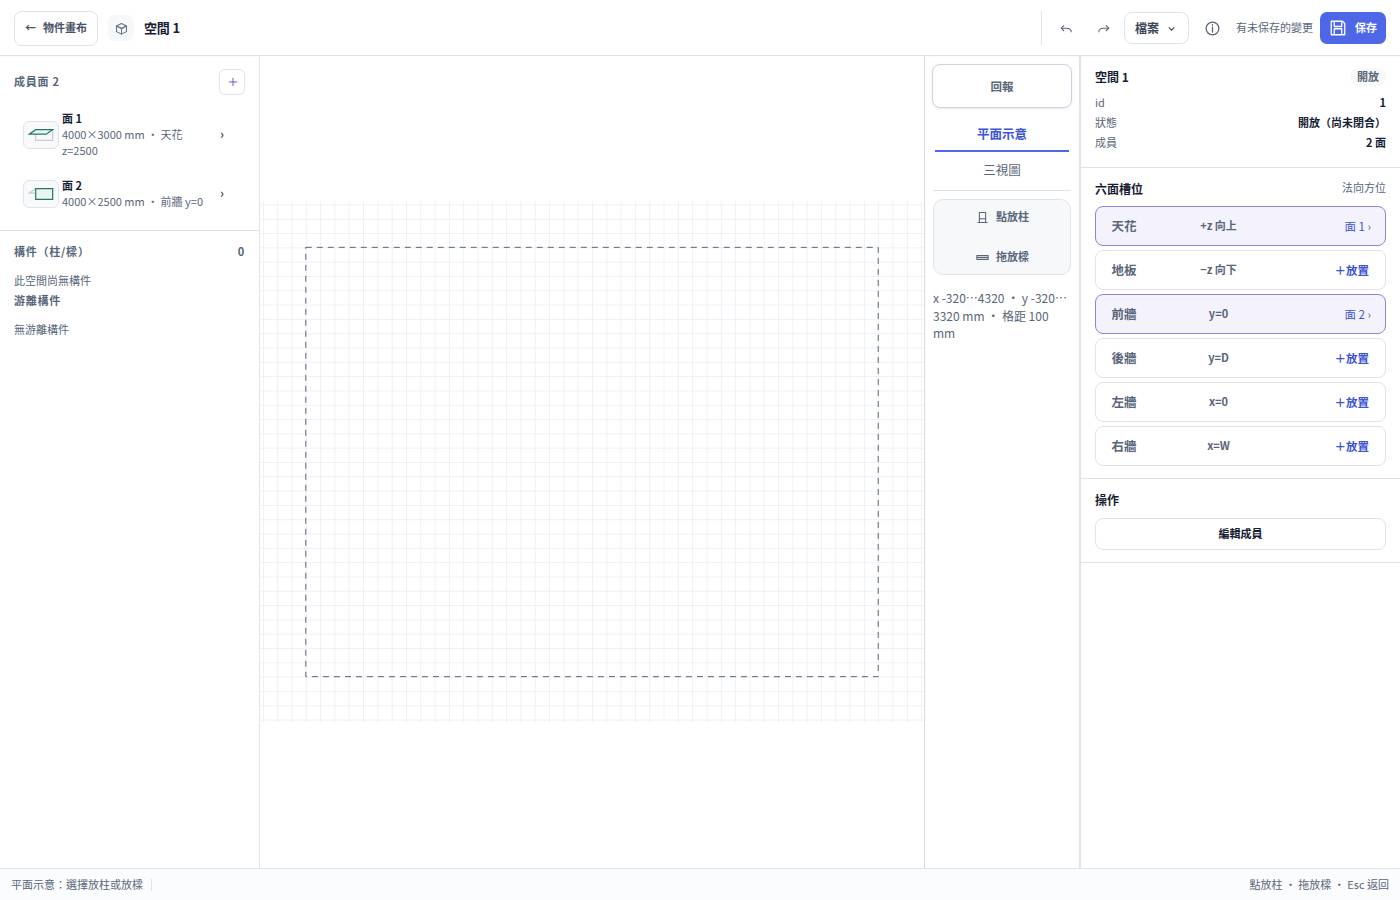 ← 物件畫布
空間 1
檔案
有未保存的變更
保存
成員面 2
+
面 1
4000×3000 mm ・ 天花
z=2500
›
面 2
4000×2500 mm ・ 前牆 y=0
›
構件（柱/樑）
0
此空間尚無構件
游離構件
無游離構件
回報
平面示意
三視圖
點放柱
拖放樑
x -320…4320 ・ y -320…
3320 mm ・ 格距 100
mm
空間 1
開放
id
1
狀態
開放（尚未閉合）
成員
2 面
六面槽位
法向方位
天花
+z 向上
面 1 ›
地板
−z 向下
＋放置
前牆
y=0
面 2 ›
後牆
y=D
＋放置
左牆
x=0
＋放置
右牆
x=W
＋放置
操作
編輯成員
平面示意：選擇放柱或放樑
點放柱 ・ 拖放樑 ・ Esc 返回